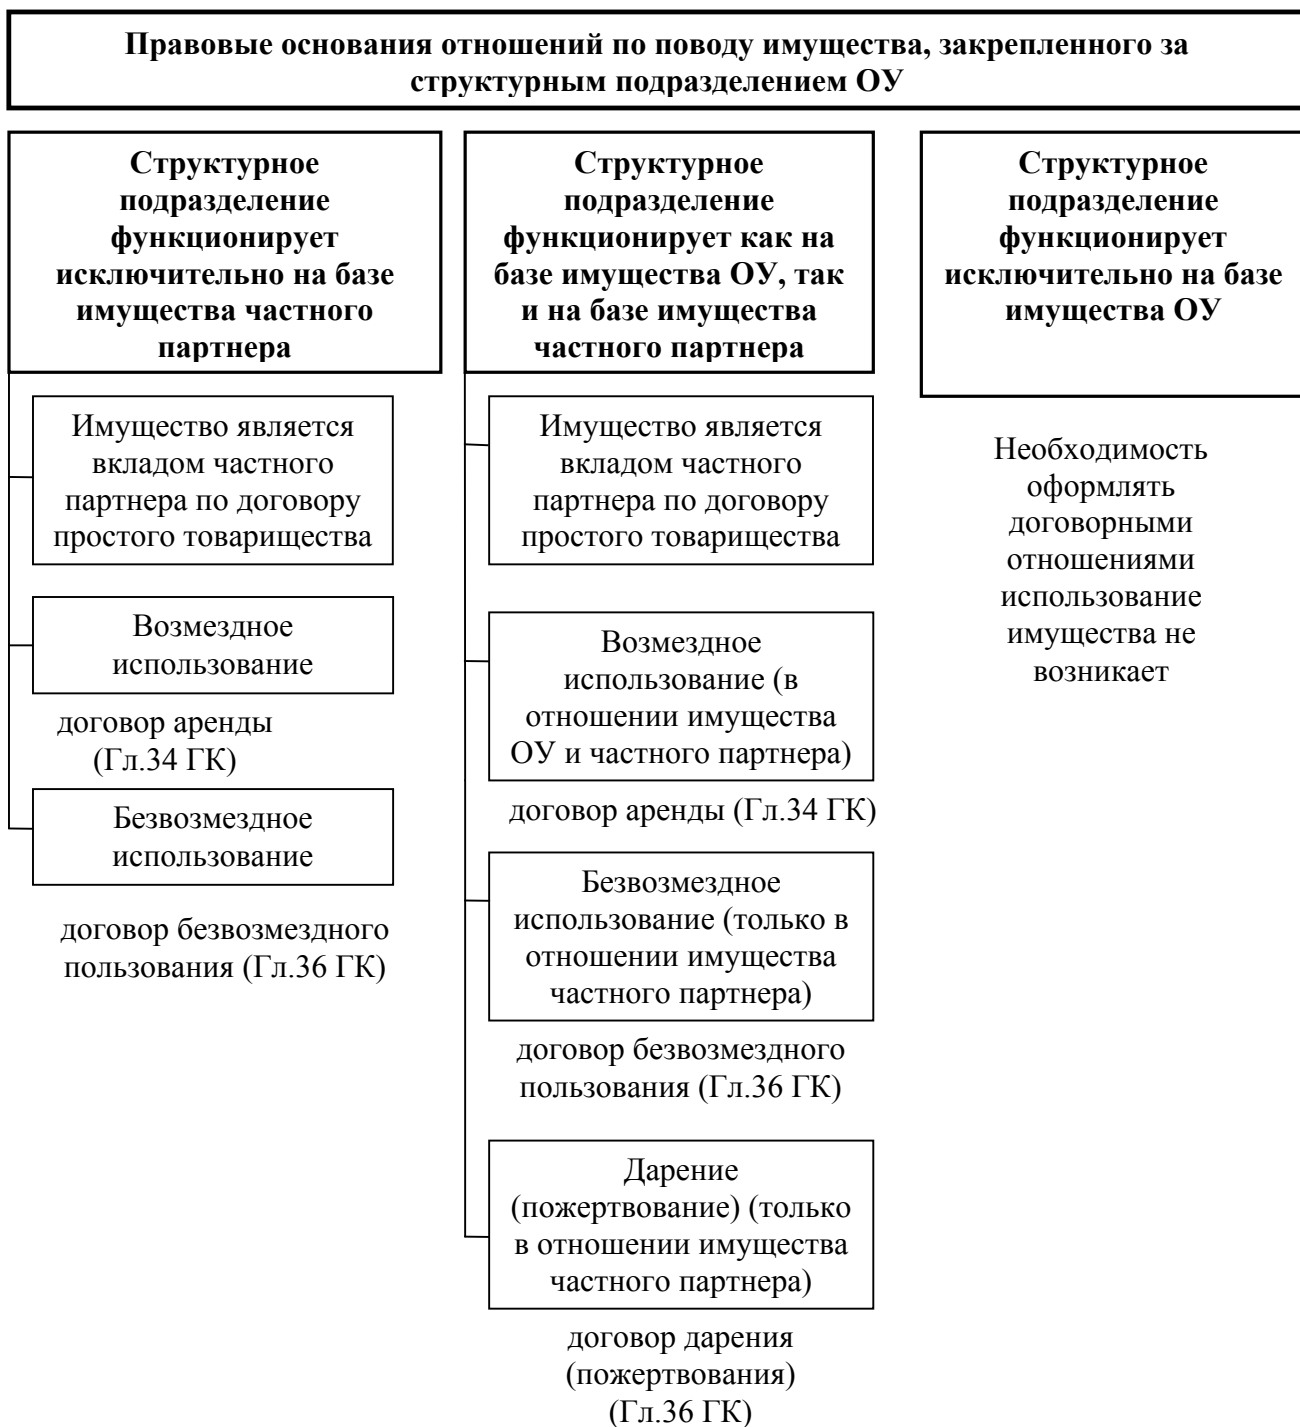 Правовые основания отношений по поводу имущества, закрепленного за
структурным подразделением ОУ
Структурное
подразделение
функционирует
исключительно на базе
имущества частного
партнера
Имущество является
вкладом частного
партнера по договору
простого товарищества
Возмездное
использование
договор аренды
(Гл.34 ГК)
Безвозмездное
использование
договор безвозмездного
пользования (Гл.36 ГК)
Структурное
подразделение
функционирует как на
базе имущества ОУ, так
и на базе имущества
частного партнера
Имущество является
вкладом частного
партнера по договору
простого товарищества
Возмездное
использование (в
отношении имущества
ОУ и частного партнера)
договор аренды (Гл.34 ГК)
Безвозмездное
использование (только в
отношении имущества
частного партнера)
договор безвозмездного
пользования (Гл.36 ГК)
Дарение
(пожертвование) (только
в отношении имущества
частного партнера)
договор дарения
(пожертвования)
(Гл.36 ГК)
Структурное
подразделение
функционирует
исключительно на базе
имущества ОУ
Необходимость
оформлять
договорными
отношениями
использование
имущества не
возникает